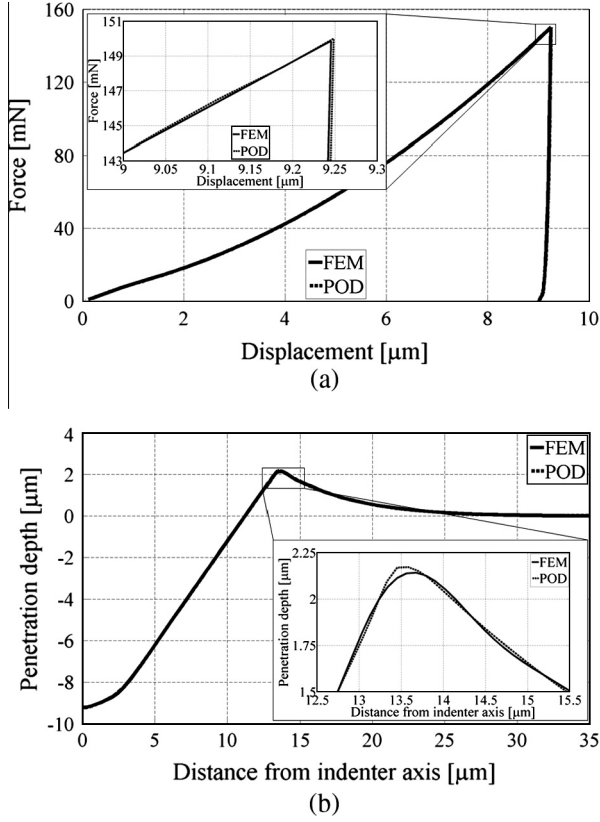 160
120
80
40
0
Force [mN]
151
149
147
145
143
Force [mN]
FEM
POD
9
9.05
9.1
9.15
9.2
9.25
9.3
Displacement [μm]
FEM
POD
0
2
4
6
8
10
Displacement [μm]
(a)
4
2
0
-2
-4
-6
-8
-10
Penetration depth [μm]
FEM
POD
2.25
2
1.75
1.5
Penetration depth [μm]
FEM
POD
12.5
13
13.5
14
14.5
15
15.5
Distance from indenter axis [μm]
0
5
10
15
20
25
30
35
Distance from indenter axis [μm]
(b)